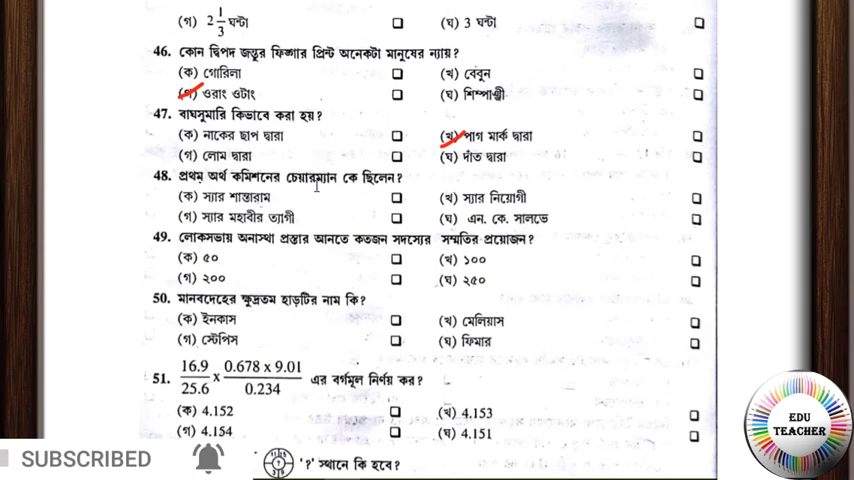 (গ) 2 1/3 ঘন্টা (ঘ) 3 ঘন্টা
46. কোন দ্বিপদ জন্তুর ফিঙ্গার প্রিন্ট অনেকটা মানুষের ন্যায়?
(ক) গোরিলা (খ) বেবুন
(গ) ওরাং ওটাং (ঘ) শিম্পাঞ্জী
47. বাঘসুমারি কিভাবে করা হয়?
(ক) নাকের ছাপ দ্বারা (খ) পাগ মার্ক দ্বারা
(গ) লোম দ্বারা (ঘ) দাঁত দ্বারা
48. প্রথম অর্থ কমিশনের চেয়ারম্যান কে ছিলেন?
(ক) স্যার শান্তারাম (খ) স্যার নিয়োগী
(গ) স্যার মহাবীর ত্যাগী (ঘ) এন. কে. সালভে
49. লোকসভায় অনাস্থা প্রস্তাব আনতে কতজন সদস্যের সম্মতির প্রয়োজন?
(ক) ৫০ (খ) ১০০
(গ) ২০০ (ঘ) ২৫০
50. মানবদেহের ক্ষুদ্রতম হাড়টির নাম কি?
(ক) ইনকাস (খ) মেলিয়াস
(গ) স্টেপিস (ঘ) ফিমার
51. 16.9/25.6 x 0.678 x 9.01/0.234 এর বর্গমূল নির্ণয় কর?
(ক) 4.152 (খ) 4.153
(গ) 4.154 (ঘ) 4.151
'?' স্থানে কি হবে?
SUBSCRIBED
EDU
TEACHER